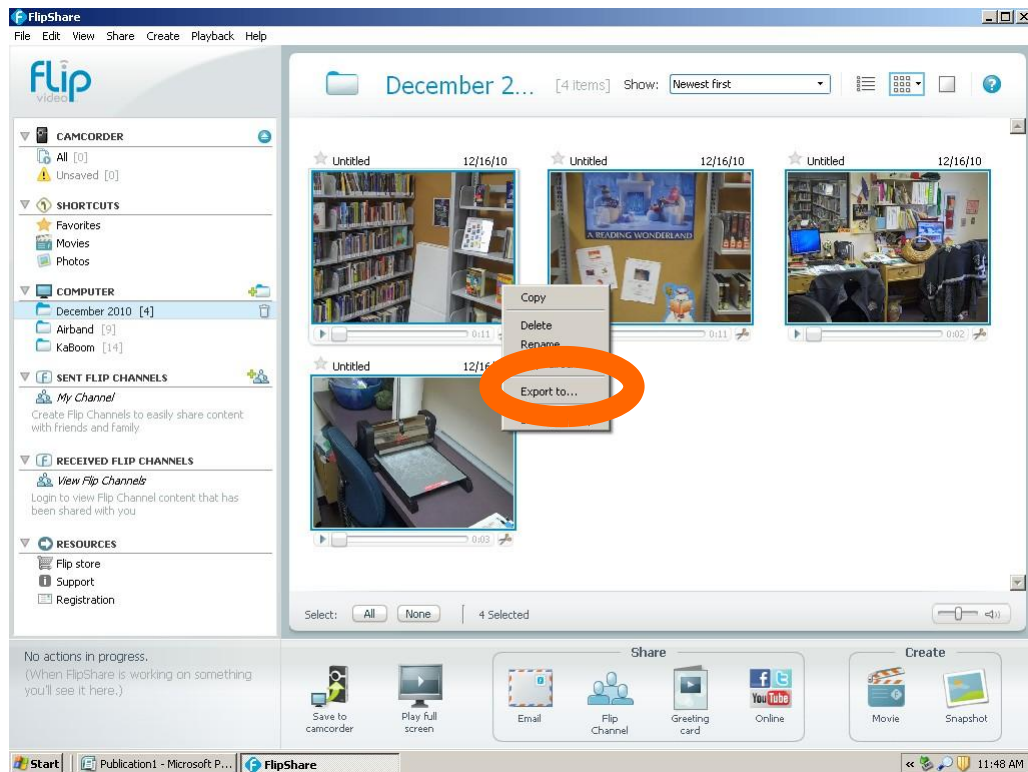 FlipShare
File Edit View Share Create Playback Help
flip
video
CAMCORDER
All [0]
Unsaved [0]
SHORTCUTS
Favorites
Movies
Photos
COMPUTER
December 2010 [4]
Airband [9]
KaBoom [14]
SENT FLIP CHANNELS
My Channel
Create Flip Channels to easily share content
with friends and family
RECEIVED FLIP CHANNELS
View Flip Channels
Login to view Flip Channel content that has
been shared with you
RESOURCES
Flip store
Support
Registration
December 2... [4 items] Show: Newest first
Untitled 12/16/10
Untitled 12/16/10
Untitled 12/16/10
A READING WONDERLAND
0:11
0:11
0:02
Untitled
0:03
Copy
Delete
Rename
Export to...
Select: All None 4 Selected
No actions in progress.
(When FlipShare is working on something
you'll see it here.)
Save to
camcorder
Play full
screen
Share
Email
Flip
Channel
Greeting
card
f
YouTube
Online
Create
Movie
Snapshot
Start
Publication1 - Microsoft P...
FlipShare
11:48 AM